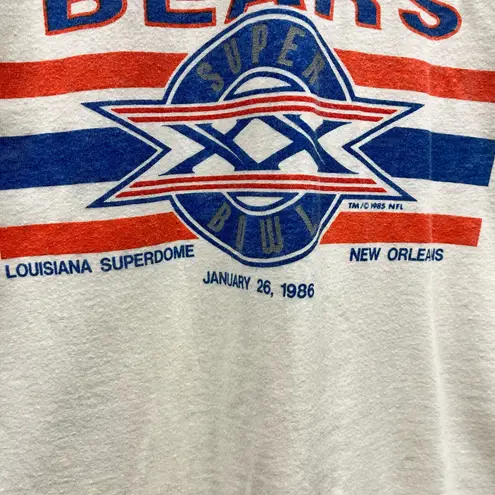 BEARS
SUPER
XX
BOWL
TM/© 1985 NFL
LOUISIANA SUPERDOME
NEW ORLEANS
JANUARY 26, 1986